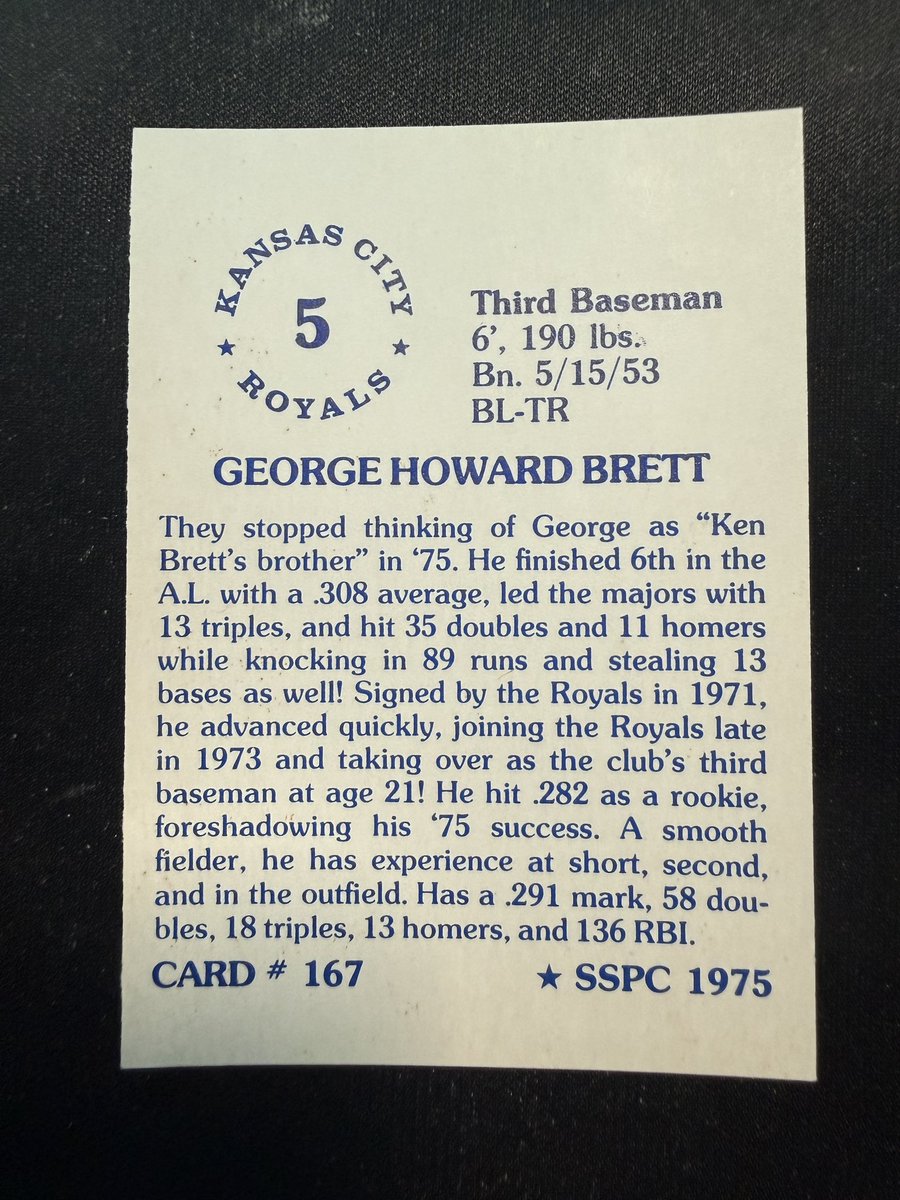 KANSAS CITY
5
★ ROYALS ★
Third Baseman
6’, 190 lbs.
Bn. 5/15/53
BL-TR
GEORGE HOWARD BRETT
They stopped thinking of George as “Ken
Brett’s brother” in ‘75. He finished 6th in the
A.L. with a .308 average, led the majors with
13 triples, and hit 35 doubles and 11 homers
while knocking in 89 runs and stealing 13
bases as well! Signed by the Royals in 1971,
he advanced quickly, joining the Royals late
in 1973 and taking over as the club’s third
baseman at age 21! He hit .282 as a rookie,
foreshadowing his ‘75 success. A smooth
fielder, he has experience at short, second,
and in the outfield. Has a .291 mark, 58 dou-
bles, 18 triples, 13 homers, and 136 RBI.
CARD # 167
★ SSPC 1975